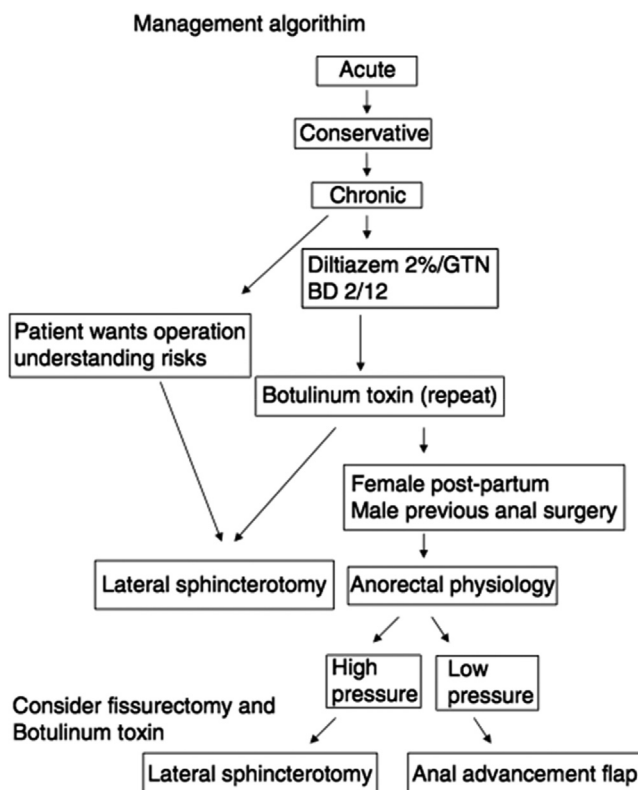 Management algorithim
Acute
Conservative
Chronic
Diltiazem 2%/GTN
BD 2/12
Patient wants operation
understanding risks
Botulinum toxin (repeat)
Female post-partum
Male previous anal surgery
Lateral sphincterotomy
Anorectal physiology
High
pressure
Low
pressure
Consider fissurectomy and
Botulinum toxin
Lateral sphincterotomy
Anal advancement flap